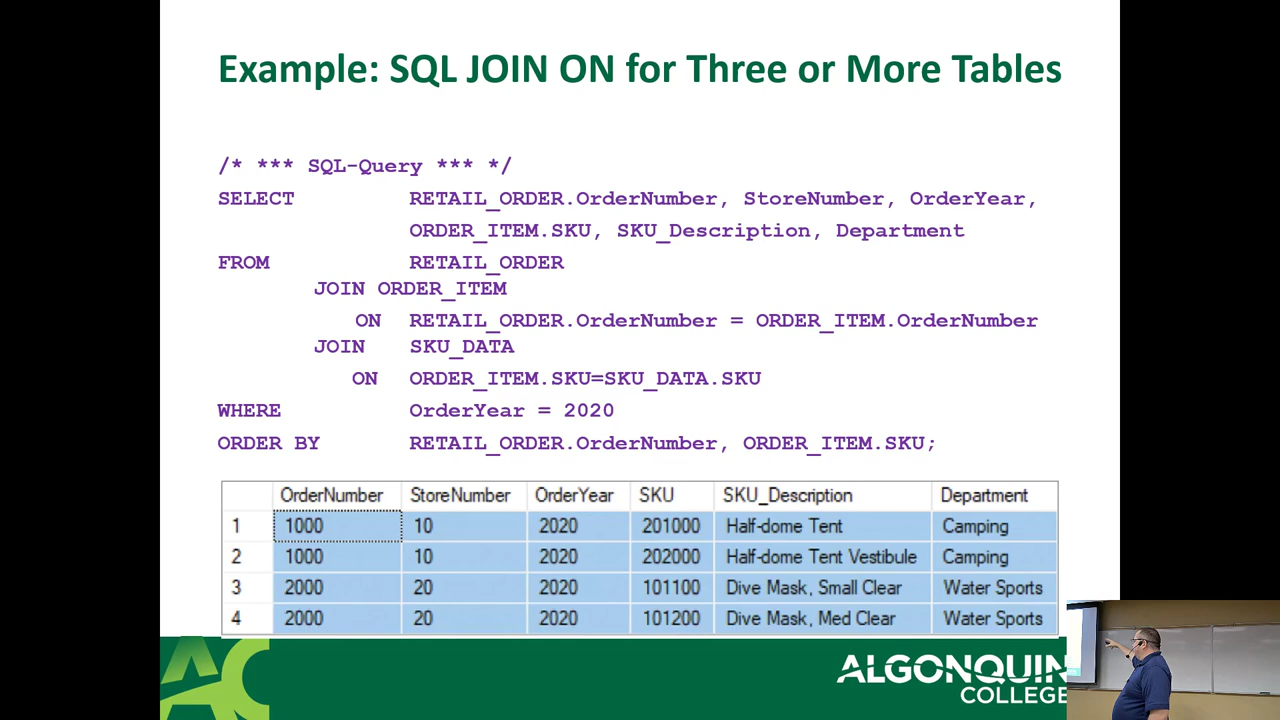 Example: SQL JOIN ON for Three or More Tables
/* *** SQL-Query *** */
SELECT RETAIL_ORDER.OrderNumber, StoreNumber, OrderYear,
ORDER_ITEM.SKU, SKU_Description, Department
FROM RETAIL_ORDER
JOIN ORDER_ITEM
ON RETAIL_ORDER.OrderNumber = ORDER_ITEM.OrderNumber
JOIN SKU_DATA
ON ORDER_ITEM.SKU=SKU_DATA.SKU
WHERE OrderYear = 2020
ORDER BY RETAIL_ORDER.OrderNumber, ORDER_ITEM.SKU;
OrderNumber StoreNumber OrderYear SKU SKU_Description Department
1 1000 10 2020 201000 Half-dome Tent Camping
2 1000 10 2020 202000 Half-dome Tent Vestibule Camping
3 2000 20 2020 101100 Dive Mask, Small Clear Water Sports
4 2000 20 2020 101200 Dive Mask, Med Clear Water Sports
AC
ALGONQUIN
COLLEGE